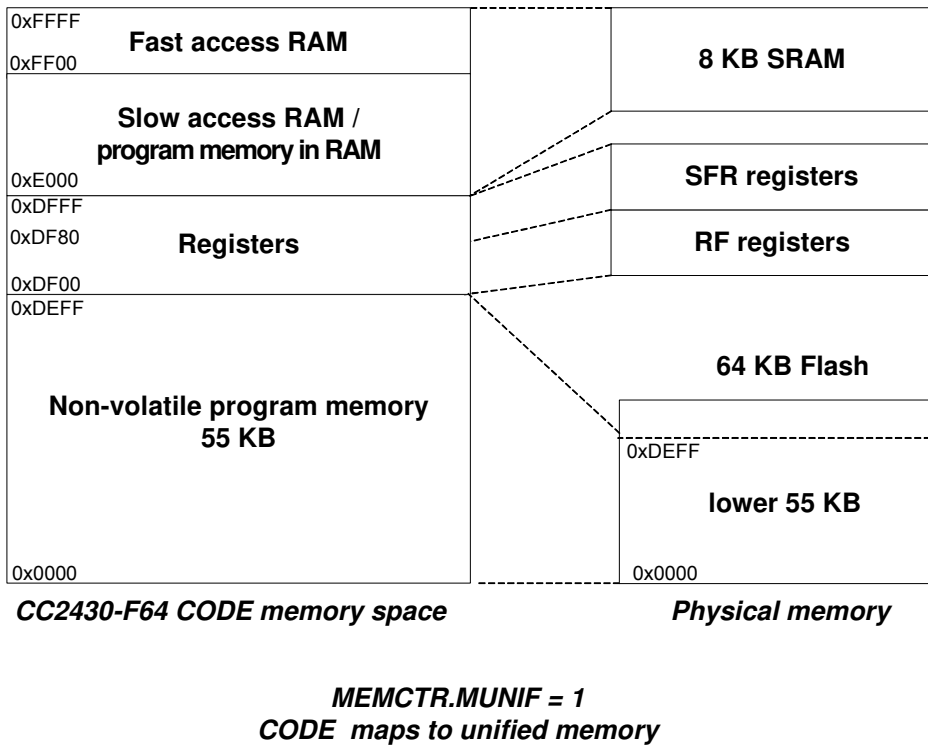 0xFFFF
Fast access RAM
0xFF00
8 KB SRAM
Slow access RAM /
program memory in RAM
0xE000
SFR registers
0xDFFF
0xDF80
Registers
RF registers
0xDF00
0xDEFF
64 KB Flash
Non-volatile program memory
55 KB
0xDEFF
lower 55 KB
0x0000
0x0000
CC2430-F64 CODE memory space
Physical memory
MEMCTR.MUNIF = 1
CODE maps to unified memory